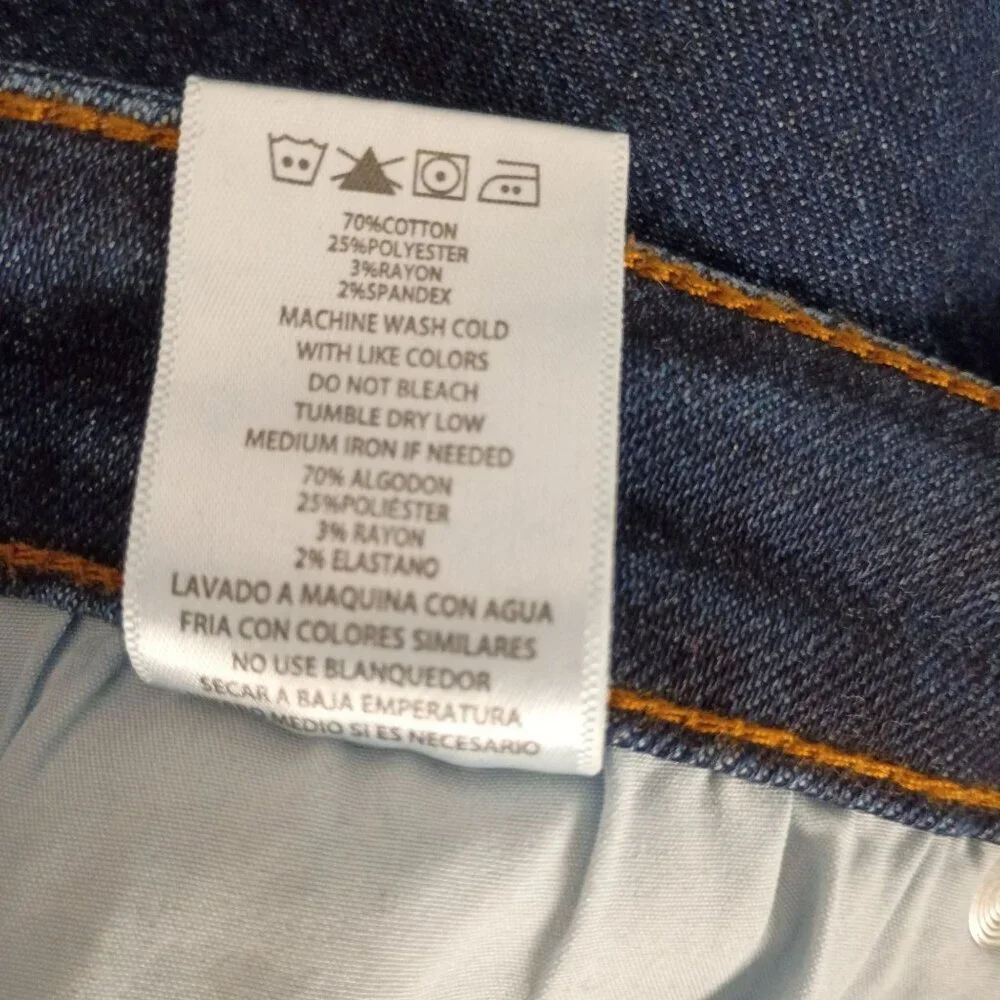 70%COTTON
25%POLYESTER
3%RAYON
2%SPANDEX
MACHINE WASH COLD
WITH LIKE COLORS
DO NOT BLEACH
TUMBLE DRY LOW
MEDIUM IRON IF NEEDED
70% ALGODON
25%POLIÉSTER
3% RAYON
2% ELASTANO
LAVADO A MAQUINA CON AGUA
FRIA CON COLORES SIMILARES
NO USE BLANQUEDOR
SECAR A BAJA EMPERATURA
MEDIO SI ES NECESARIO